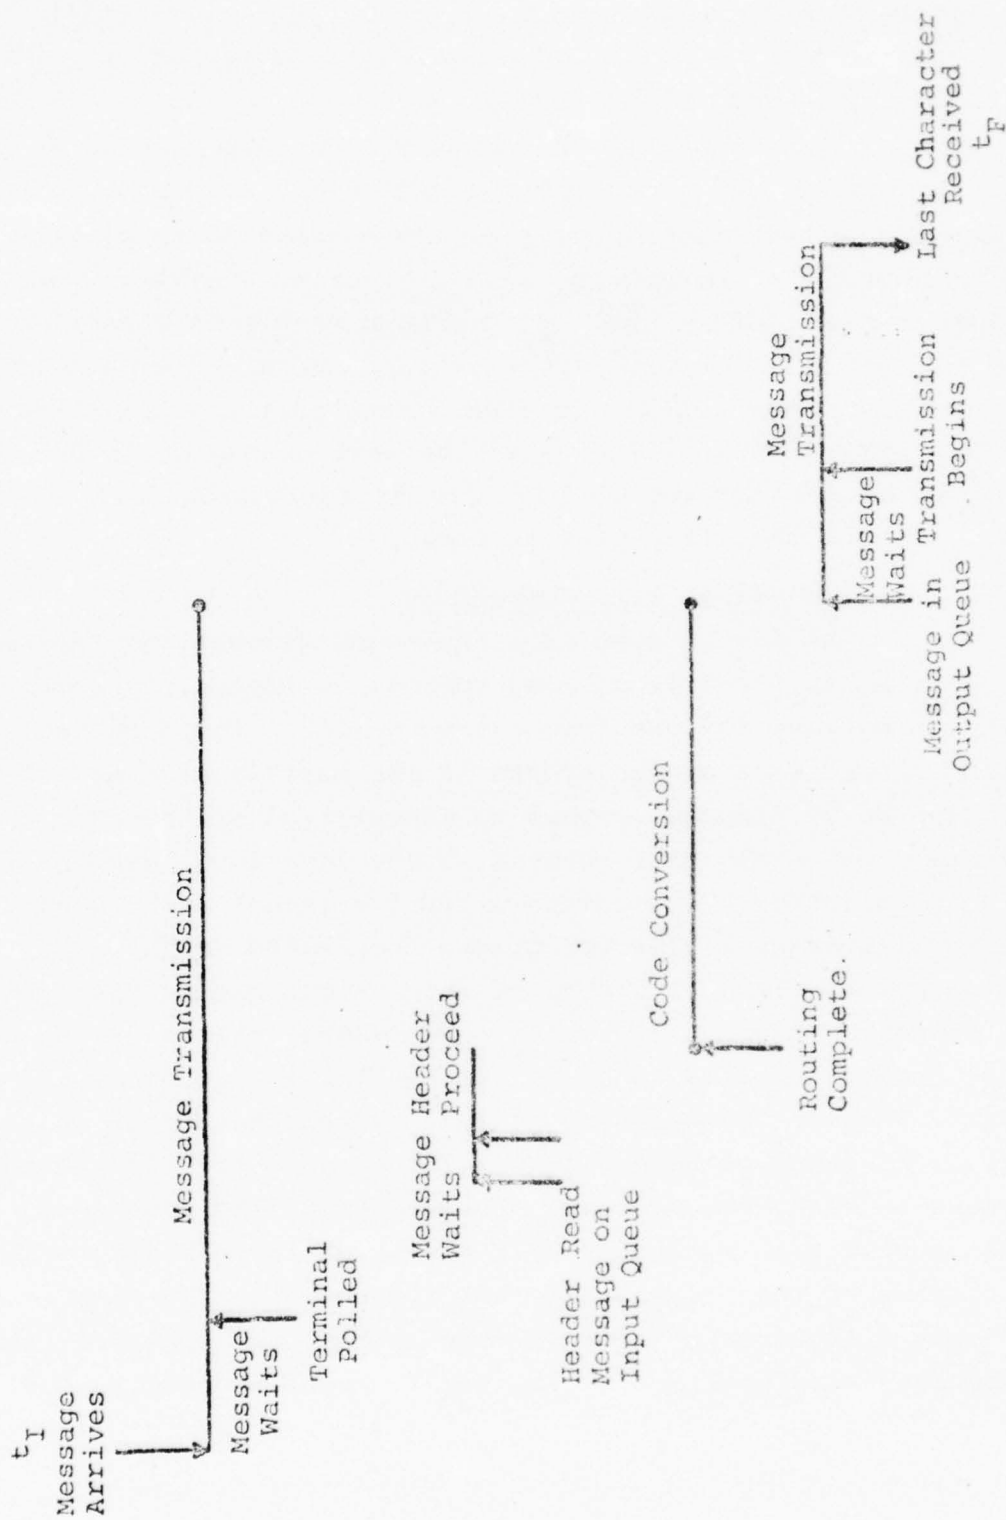 t_I
Message
Arrives
Message Transmission
Message
Waits
Terminal
Polled
Message Header
Waits Proceed
Header Read
Message on
Input Queue
Code Conversion
Routing
Complete.
Message
Transmission
Message
Waits
Message in
Output Queue
Transmission
Begins
Last Character
Received
t_F